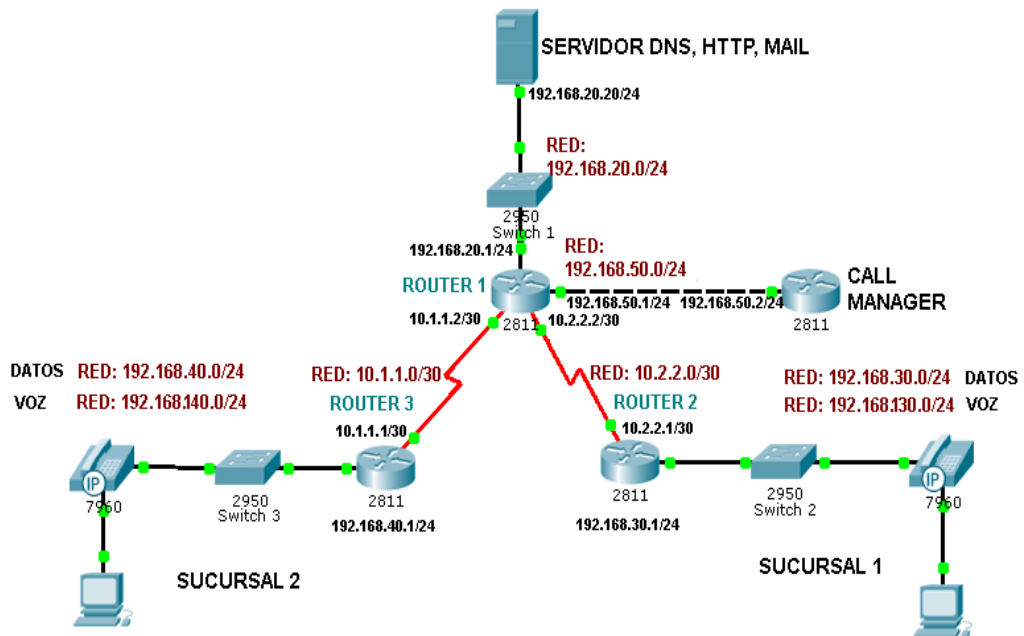 SERVIDOR DNS, HTTP, MAIL
192.168.20.20/24
RED:
192.168.20.0/24
2950
Switch 1
192.168.20.1/24
RED:
192.168.50.0/24
ROUTER 1
192.168.50.1/24
192.168.50.2/24
CALL
MANAGER
10.1.1.2/30
2811
10.2.2.2/30
2811
DATOS RED: 192.168.40.0/24
VOZ RED: 192.168.140.0/24
RED: 10.1.1.0/30
ROUTER 3
10.1.1.1/30
RED: 10.2.2.0/30
ROUTER 2
10.2.2.1/30
RED: 192.168.30.0/24 DATOS
RED: 192.168.130.0/24 VOZ
IP
7960
2950
Switch 3
2811
192.168.40.1/24
2811
192.168.30.1/24
2950
Switch 2
IP
7960
SUCURSAL 2
SUCURSAL 1